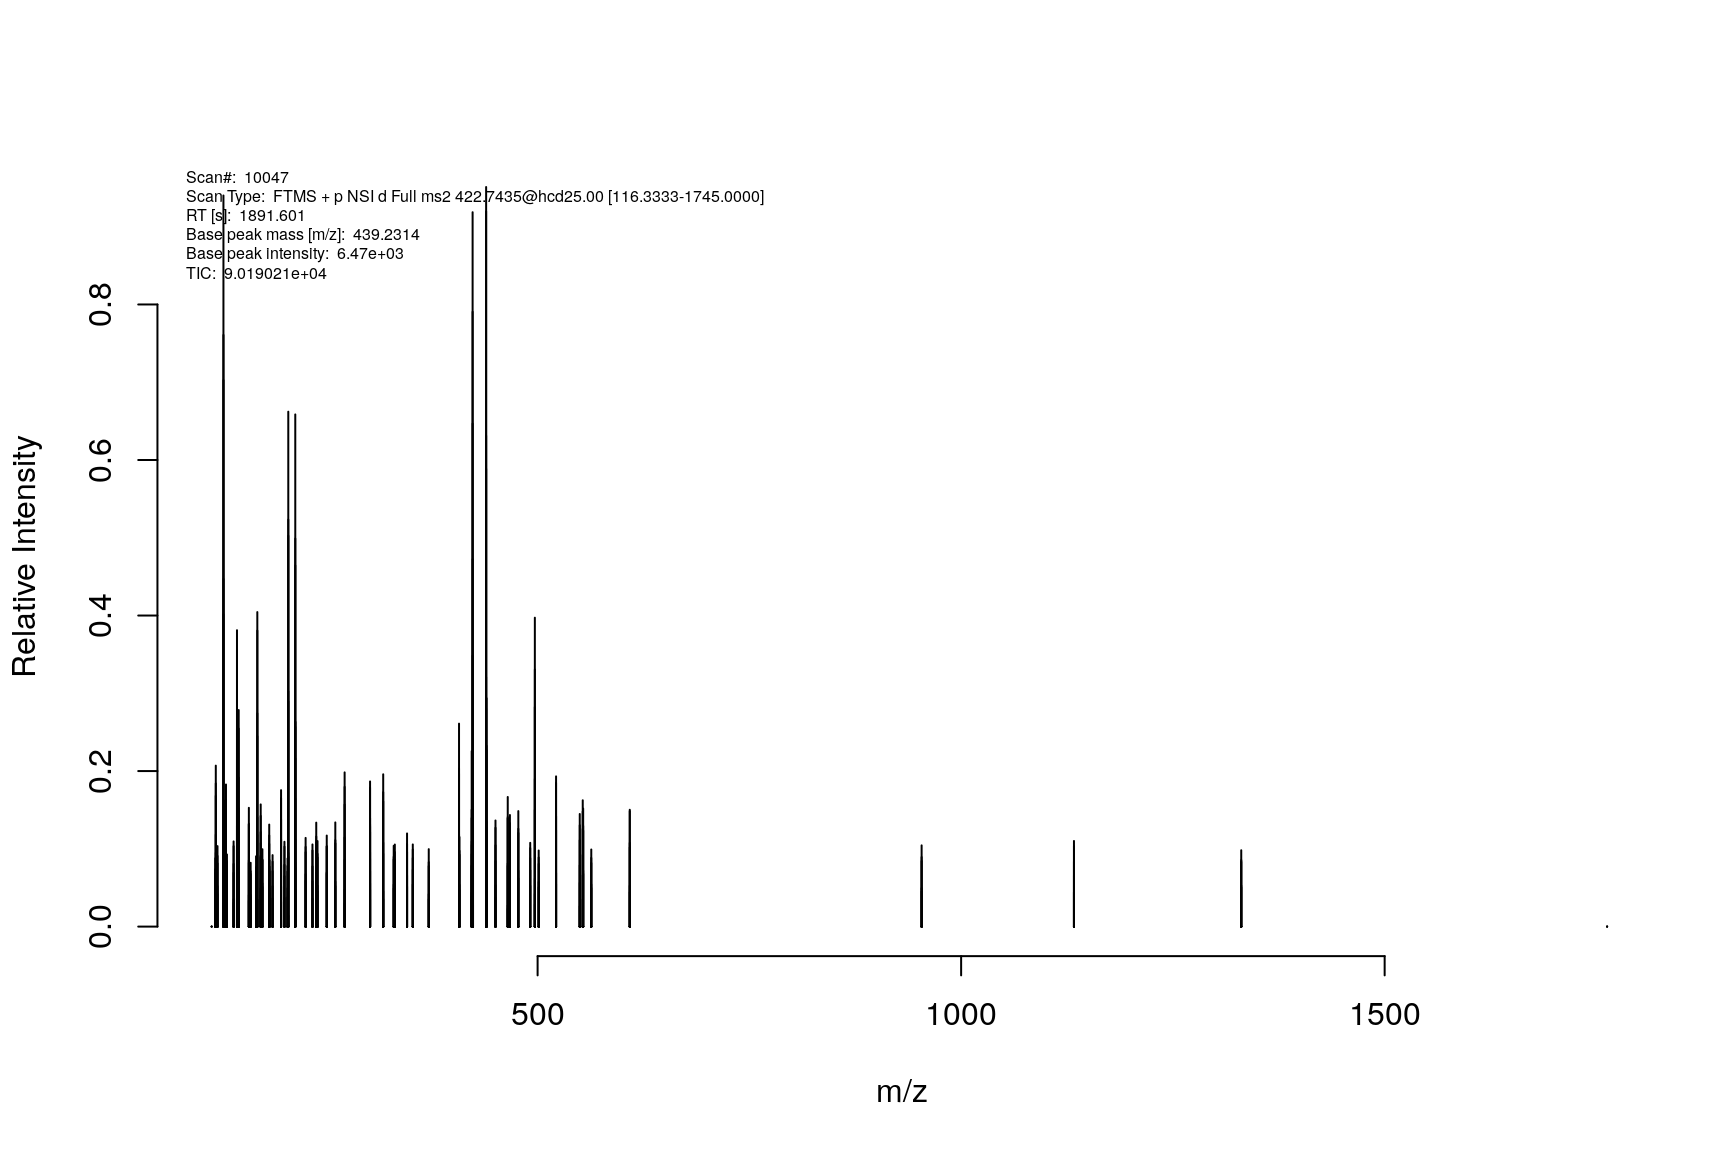 Scan#: 10047
Scan Type: FTMS + p NSI d Full ms2 422.7435@hcd25.00 [116.3333-1745.0000]
RT [s]: 1891.601
Base peak mass [m/z]: 439.2314
Base peak intensity: 6.47e+03
TIC: 9.019021e+04
0.8
0.6
0.4
0.2
0.0
Relative Intensity
500 1000 1500
m/z